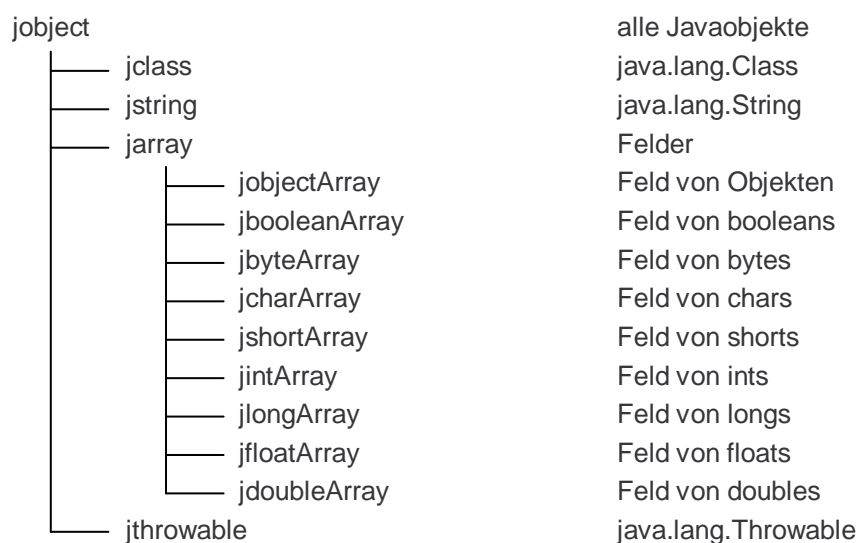 jobject alle Javaobjekte
jclass java.lang.Class
jstring java.lang.String
jarray Felder
jobjectArray Feld von Objekten
jbooleanArray Feld von booleans
jbyteArray Feld von bytes
jcharArray Feld von chars
jshortArray Feld von shorts
jintArray Feld von ints
jlongArray Feld von longs
jfloatArray Feld von floats
jdoubleArray Feld von doubles
jthrowable java.lang.Throwable